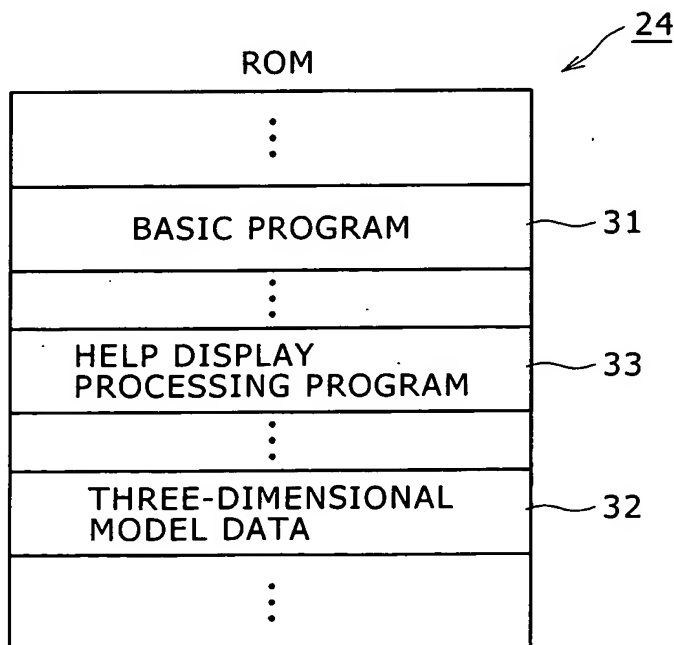 24
ROM
BASIC PROGRAM
31
HELP DISPLAY
PROCESSING PROGRAM
33
THREE-DIMENSIONAL
MODEL DATA
32